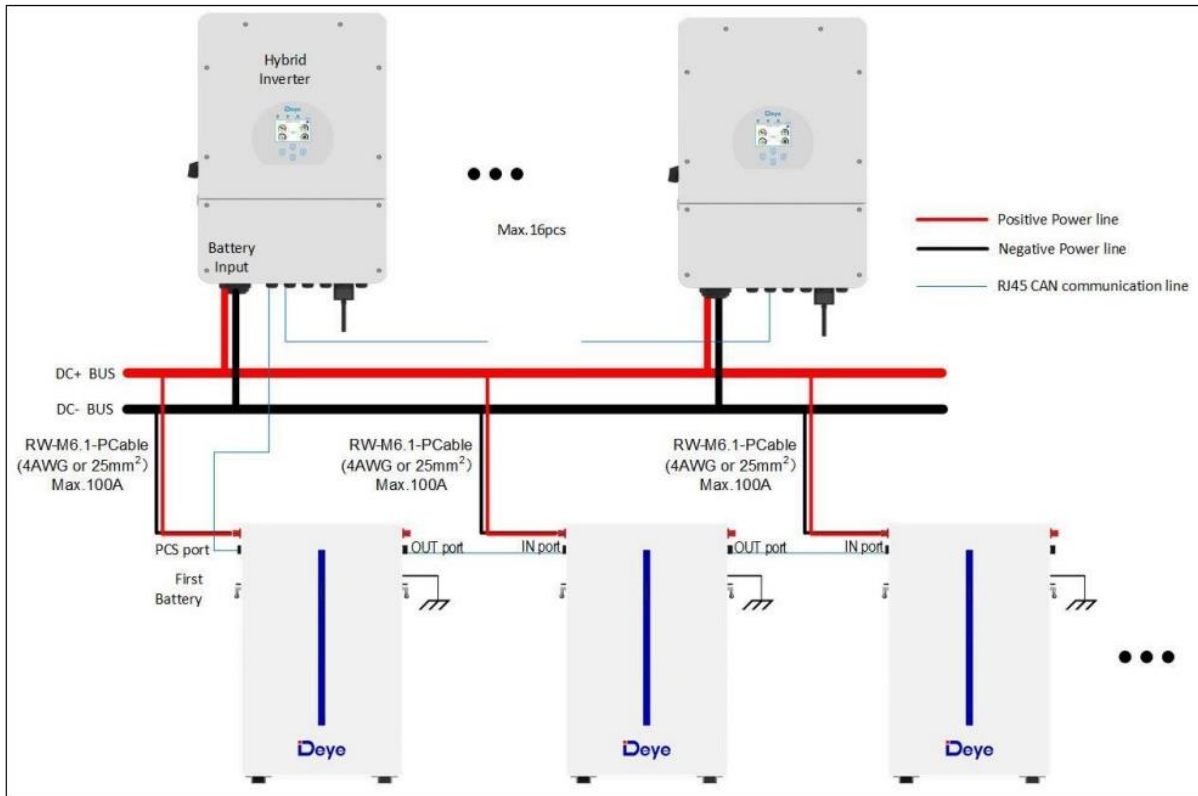 Hybrid
Inverter
Deye
Deye
Max.16pcs
Positive Power line
Negative Power line
RJ45 CAN communication line
Battery
Input
DC+ BUS
DC- BUS
RW-M6.1-PCable
(4AWG or 25mm²)
Max.100A
RW-M6.1-PCable
(4AWG or 25mm²)
Max.100A
RW-M6.1-PCable
(4AWG or 25mm²)
Max.100A
PCS port
OUT port
IN port
OUT port
IN port
First
Battery
Deye
Deye
Deye